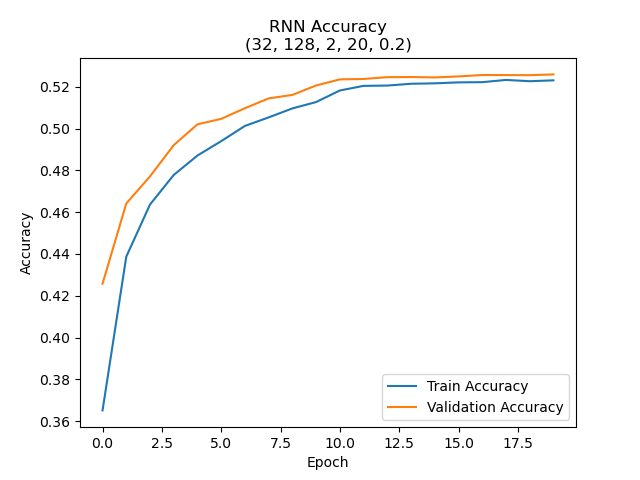 RNN Accuracy
(32, 128, 2, 20, 0.2)
Accuracy
0.52
0.50
0.48
0.46
0.44
0.42
0.40
0.38
0.36
Train Accuracy
Validation Accuracy
0.0 2.5 5.0 7.5 10.0 12.5 15.0 17.5
Epoch